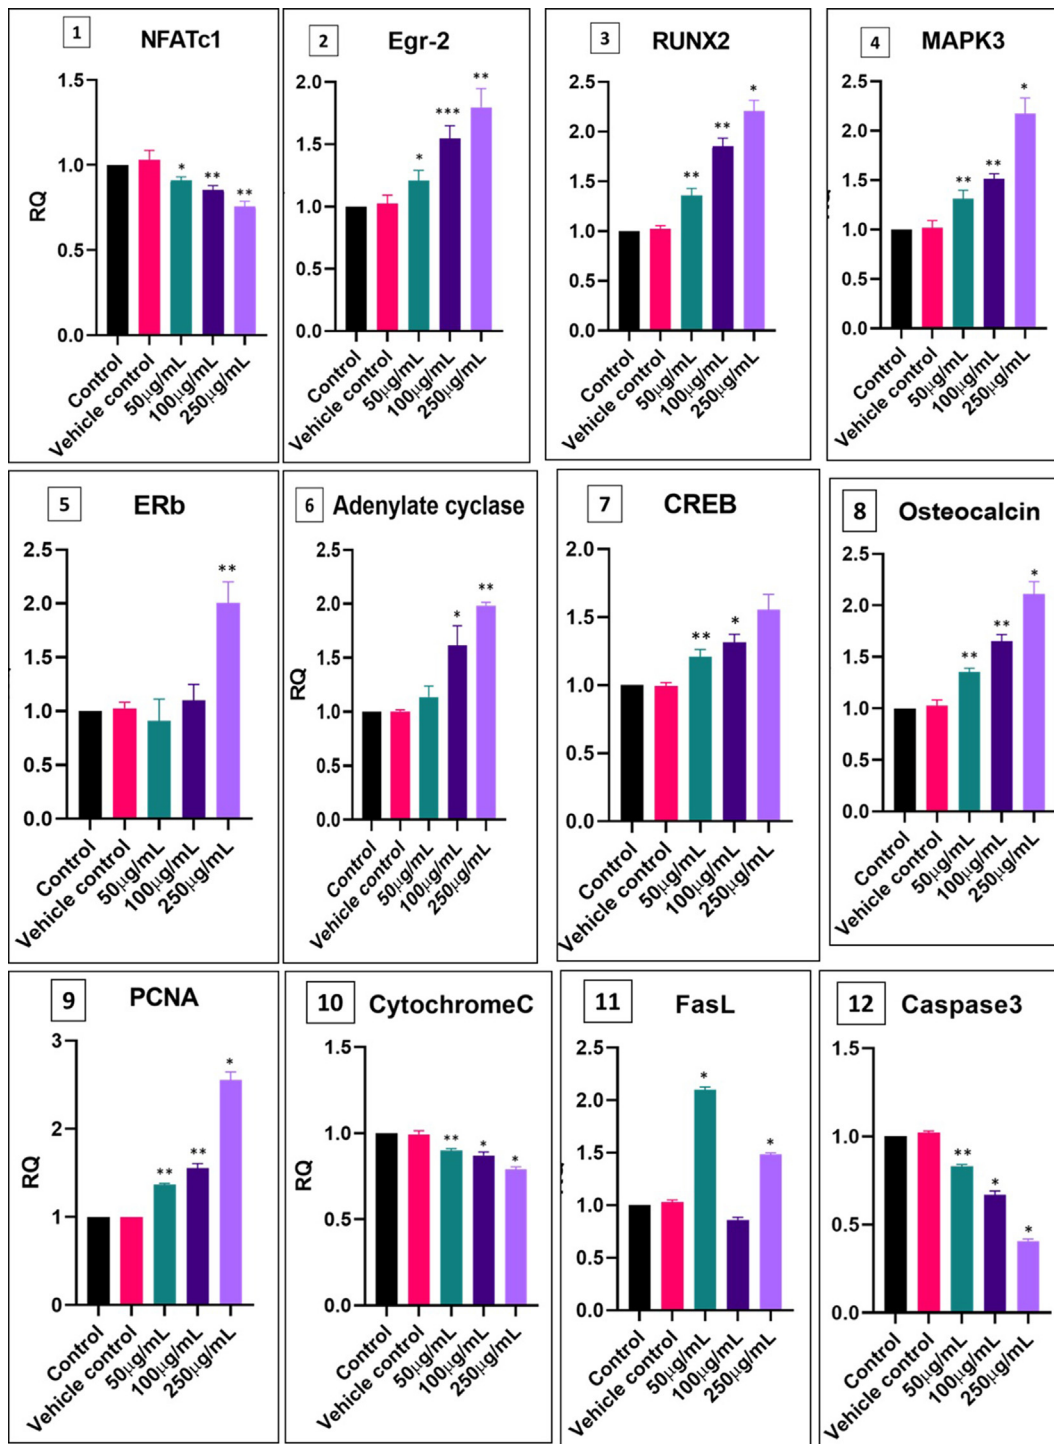 1 NFATc1
RQ
1.5
1.0
0.5
0.0
* ** **
Control
Vehicle control
50µg/mL
100µg/mL
250µg/mL
2 Egr-2
2.0
1.5
1.0
0.5
0.0
* *** **
Control
Vehicle control
50µg/mL
100µg/mL
250µg/mL
3 RUNX2
2.5
2.0
1.5
1.0
0.5
0.0
** ** *
Control
Vehicle control
50µg/mL
100µg/mL
250µg/mL
4 MAPK3
2.5
2.0
1.5
1.0
0.5
0.0
** ** *
Control
Vehicle control
50µg/mL
100µg/mL
250µg/mL
5 ERb
2.5
2.0
1.5
1.0
0.5
0.0
**
Control
Vehicle control
50µg/mL
100µg/mL
250µg/mL
6 Adenylate cyclase
RQ
2.5
2.0
1.5
1.0
0.5
0.0
* **
Control
Vehicle control
50µg/mL
100µg/mL
250µg/mL
7 CREB
2.0
1.5
1.0
0.5
0.0
** *
Control
Vehicle control
50µg/mL
100µg/mL
250µg/mL
8 Osteocalcin
2.5
2.0
1.5
1.0
0.5
0.0
** ** *
Control
Vehicle control
50µg/mL
100µg/mL
250µg/mL
9 PCNA
RQ
3
2
1
0
** ** *
Control
Vehicle control
50µg/mL
100µg/mL
250µg/mL
10 CytochromeC
RQ
1.5
1.0
0.5
0.0
** * *
Control
Vehicle control
50µg/mL
100µg/mL
250µg/mL
11 FasL
2.5
2.0
1.5
1.0
0.5
0.0
* *
Control
Vehicle control
50µg/mL
100µg/mL
250µg/mL
12 Caspase3
1.5
1.0
0.5
0.0
** * *
Control
Vehicle control
50µg/mL
100µg/mL
250µg/mL